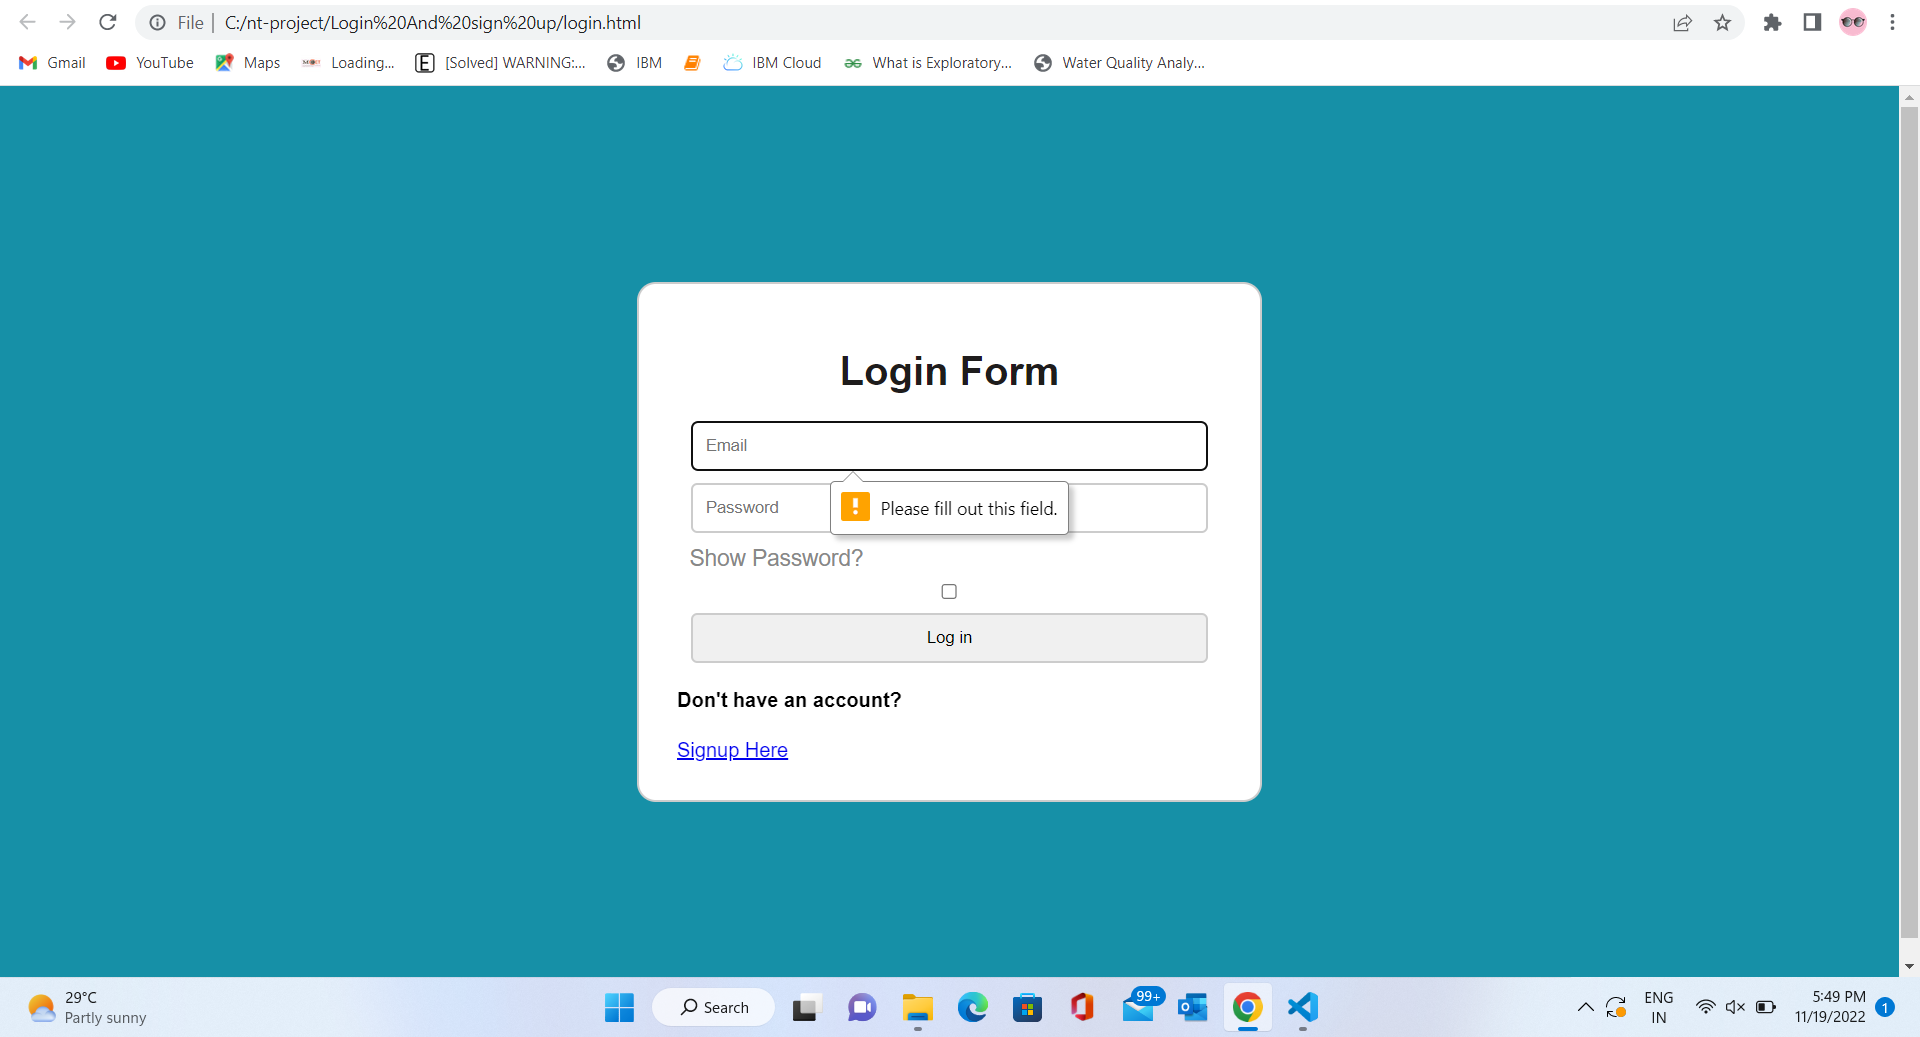 File | C:/nt-project/Login%20And%20sign%20up/login.html
Gmail YouTube Maps Loading... [Solved] WARNING:... IBM IBM Cloud What is Exploratory... Water Quality Analy...
Login Form
Email
Password
Please fill out this field.
Show Password?
Log in
Don't have an account?
Signup Here
29°C
Partly sunny
Search
99+
ENG
IN
5:49 PM
11/19/2022
1